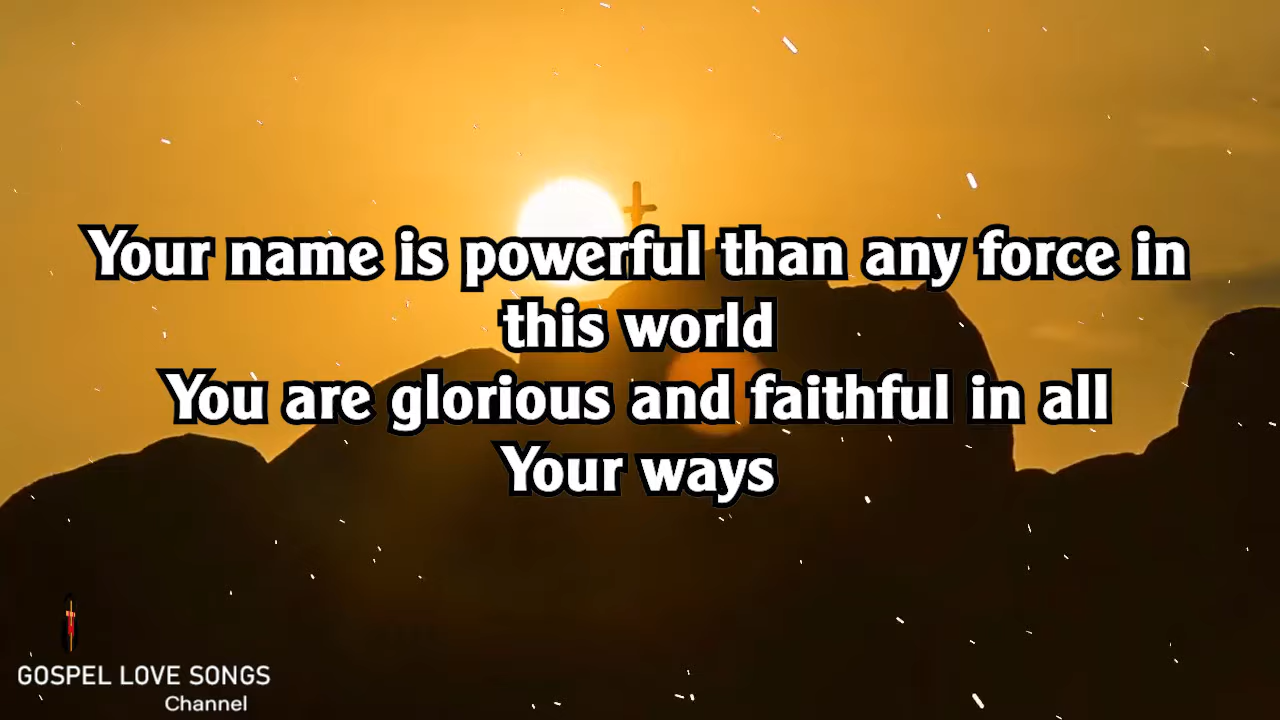 Your name is powerful than any force in
this world
You are glorious and faithful in all
Your ways
GOSPEL LOVE SONGS
Channel